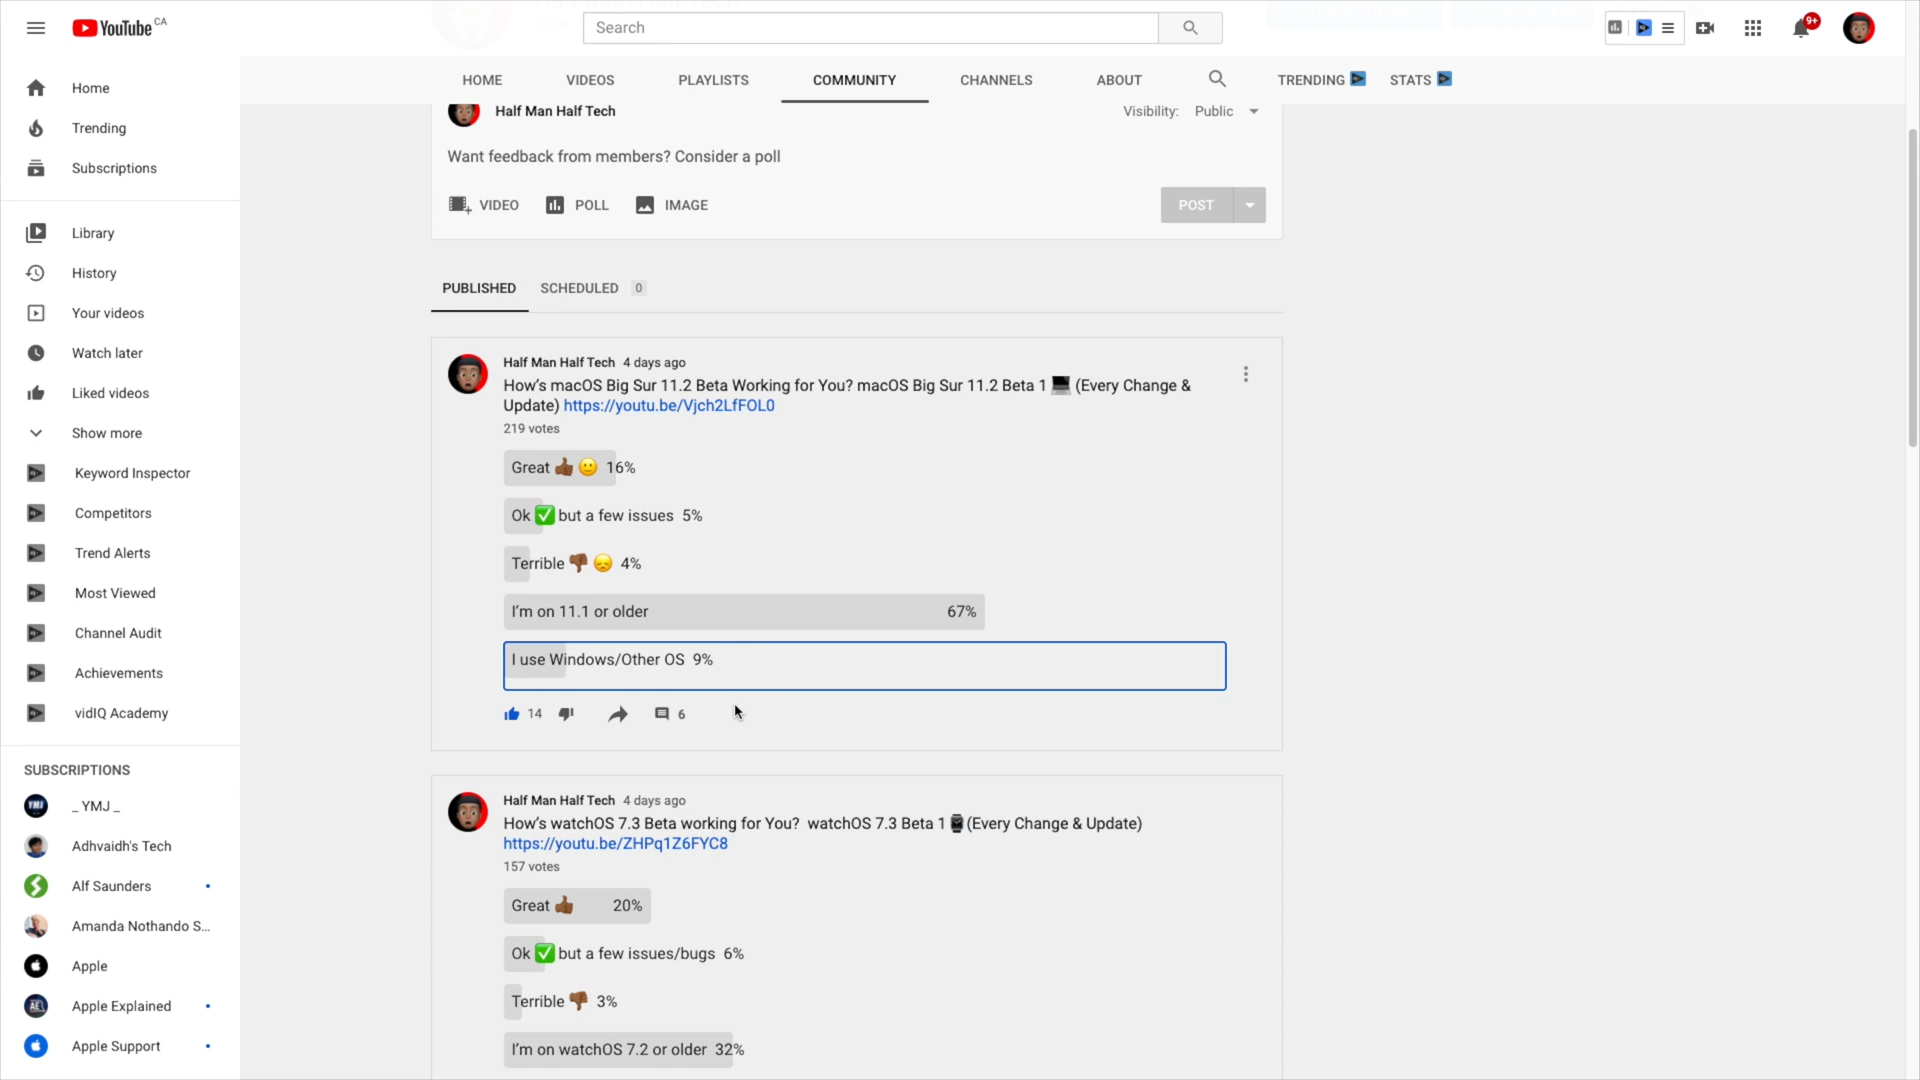 YouTube CA
Search
9+
HOME VIDEOS PLAYLISTS COMMUNITY CHANNELS ABOUT TRENDING STATS
Home
Trending
Subscriptions
Library
History
Your videos
Watch later
Liked videos
Show more
Keyword Inspector
Competitors
Trend Alerts
Most Viewed
Channel Audit
Achievements
vidIQ Academy
SUBSCRIPTIONS
_ YMJ _
Adhvaidh's Tech
Alf Saunders
Amanda Nothando S...
Apple
Apple Explained
Apple Support
Half Man Half Tech
Visibility: Public
Want feedback from members? Consider a poll
VIDEO POLL IMAGE
POST
PUBLISHED SCHEDULED 0
Half Man Half Tech 4 days ago
How’s macOS Big Sur 11.2 Beta Working for You? macOS Big Sur 11.2 Beta 1 💻 (Every Change &
Update) https://youtu.be/Vjch2LfFOL0
219 votes
Great 👍🏾 🙂 16%
Ok ✅ but a few issues 5%
Terrible 👎🏾 😞 4%
I’m on 11.1 or older 67%
I use Windows/Other OS 9%
14 6
Half Man Half Tech 4 days ago
How’s watchOS 7.3 Beta working for You? watchOS 7.3 Beta 1 ⌚(Every Change & Update)
https://youtu.be/ZHPq1Z6FYC8
157 votes
Great 👍🏾 20%
Ok ✅ but a few issues/bugs 6%
Terrible 👎🏾 3%
I’m on watchOS 7.2 or older 32%